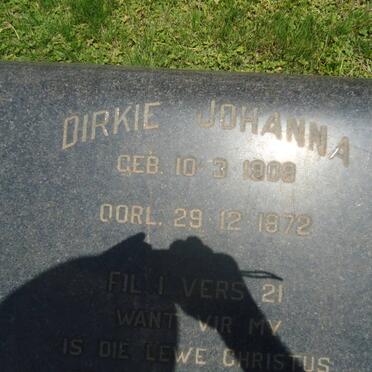 DIRKIE JOHANNA
GEB. 10-3-1908
OORL. 29-12-1972
FIL. 1 VERS 21
WANT VIR MY
IS DIE LEWE CHRISTUS